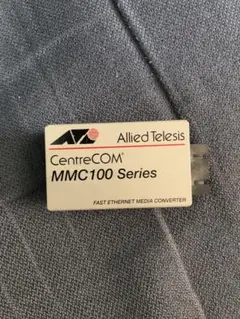 Allied Telesis
CentreCOM®
MMC100 Series
FAST ETHERNET MEDIA CONVERTER